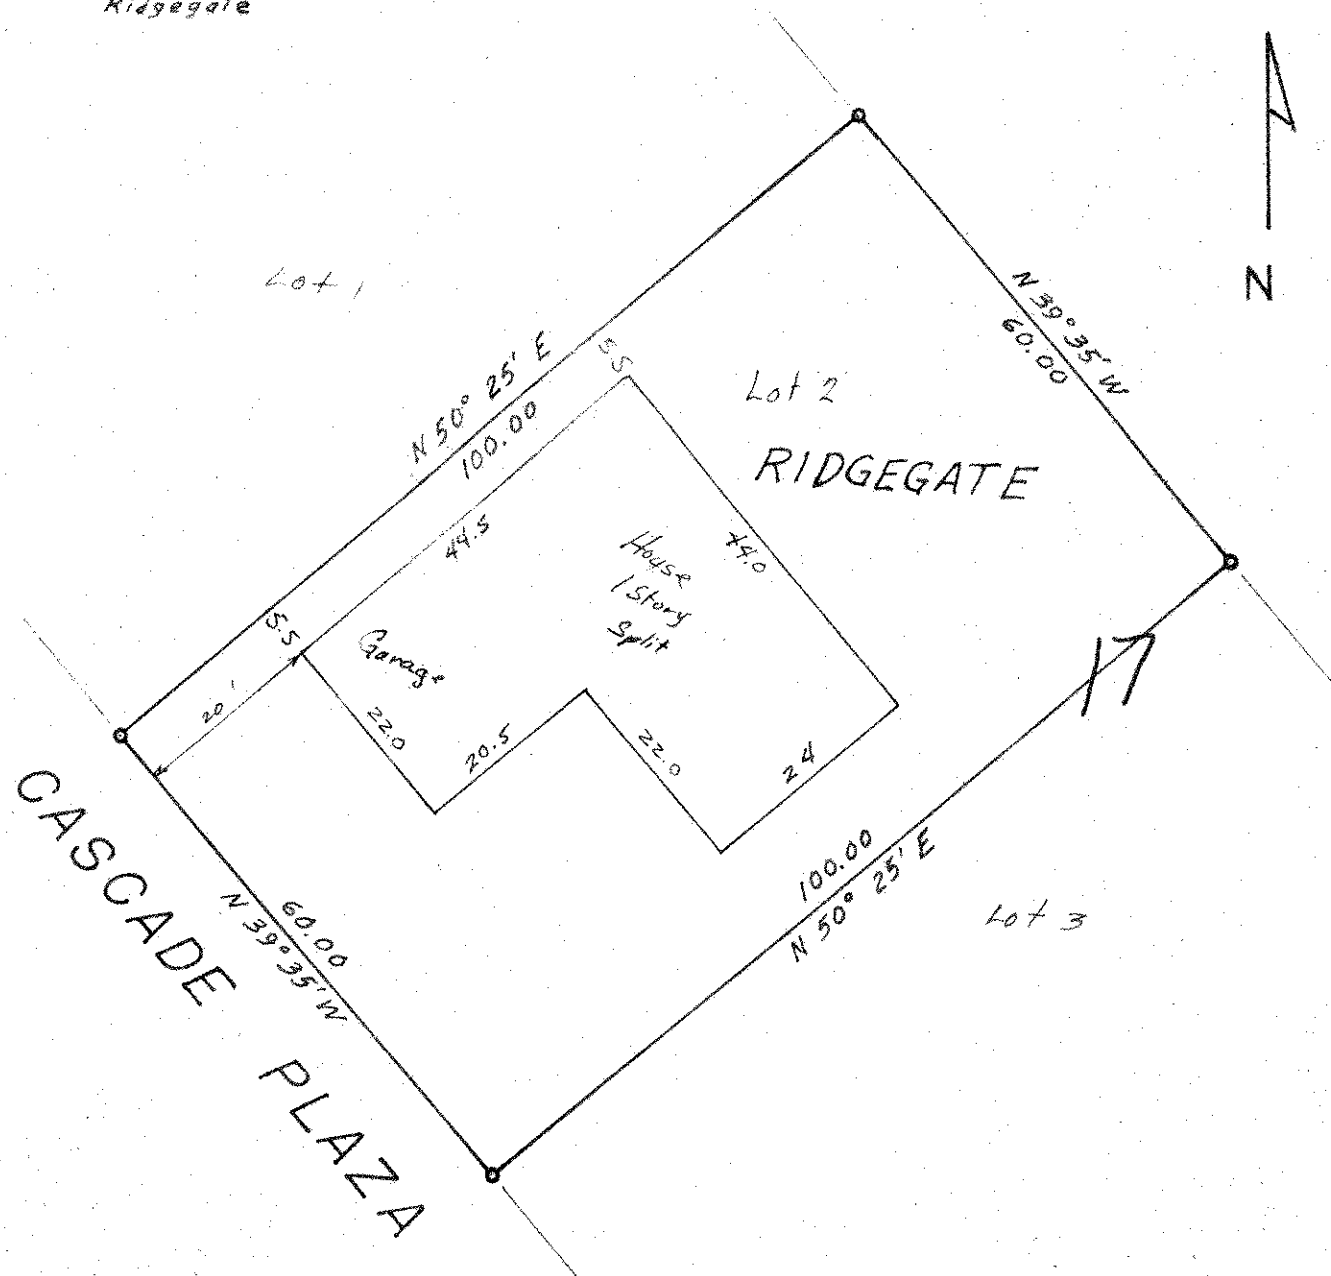 Ridgegate
N
Lot 1
N 50° 25' E
100.00
5.5
N 39° 35' W
60.00
Lot 2
RIDGEGATE
44.5
House
1 Story
Split
44.0
5.5
Garage
20'
22.0
20.5
22.0
24
CASCADE PLAZA
60.00
N 39° 35' W
100.00
N 50° 25' E
Lot 3